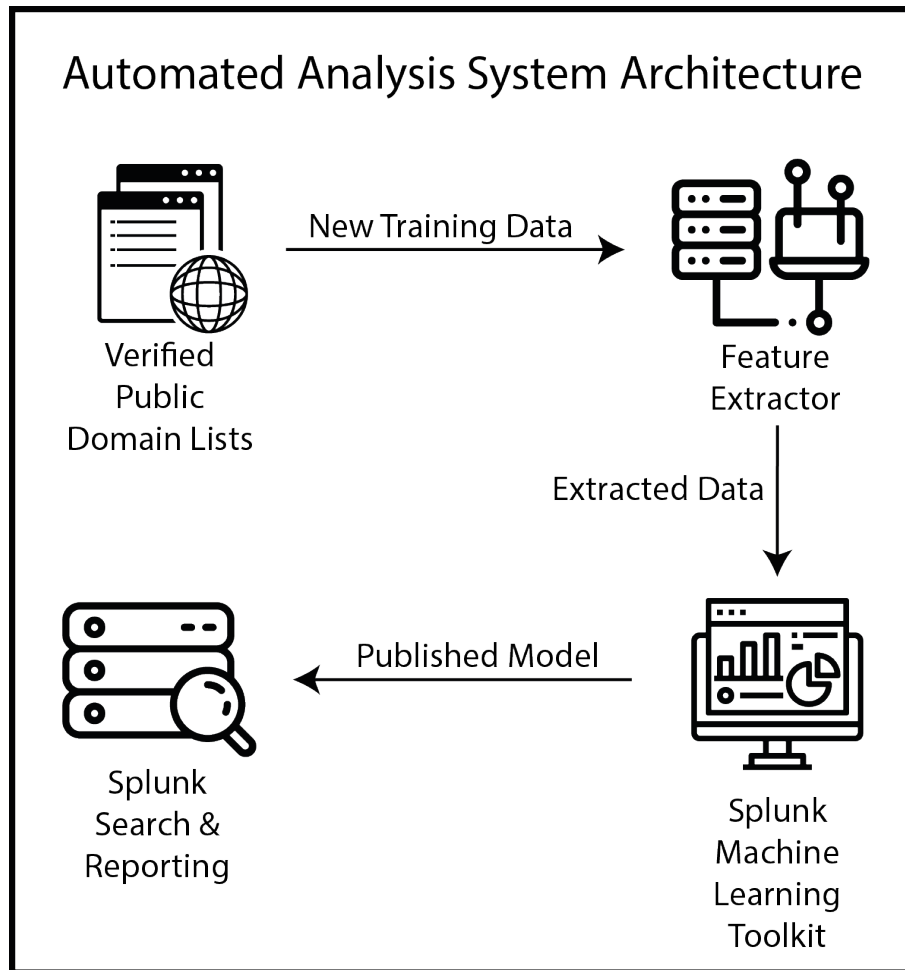 Automated Analysis System Architecture
New Training Data
Verified
Public
Domain Lists
Feature
Extractor
Extracted Data
Published Model
Splunk
Search &
Reporting
Splunk
Machine
Learning
Toolkit